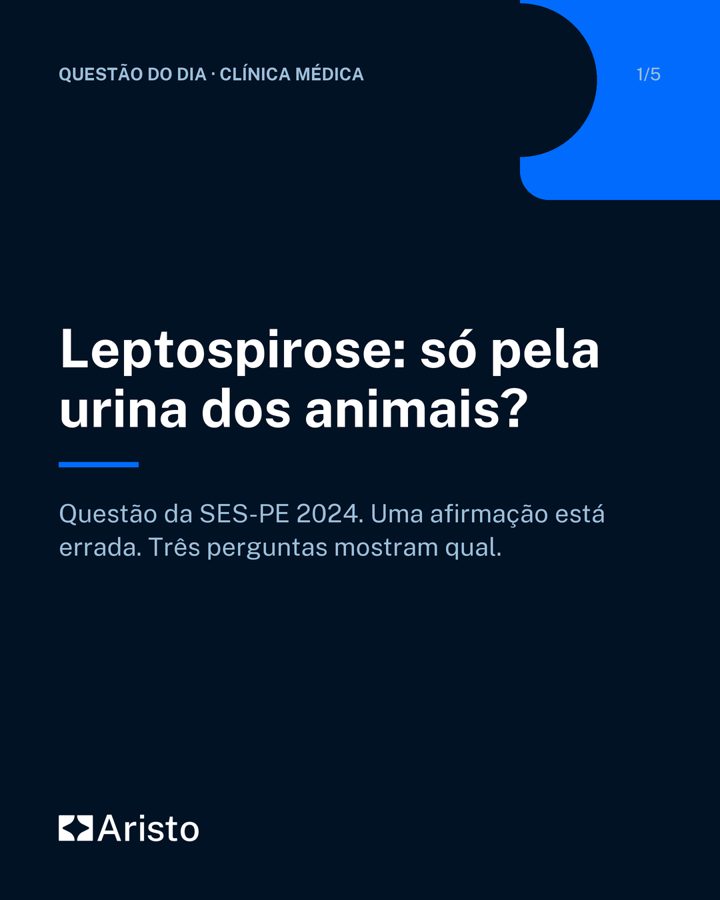 QUESTÃO DO DIA · CLÍNICA MÉDICA
1/5
Leptospirose: só pela
urina dos animais?
Questão da SES-PE 2024. Uma afirmação está
errada. Três perguntas mostram qual.
Aristo